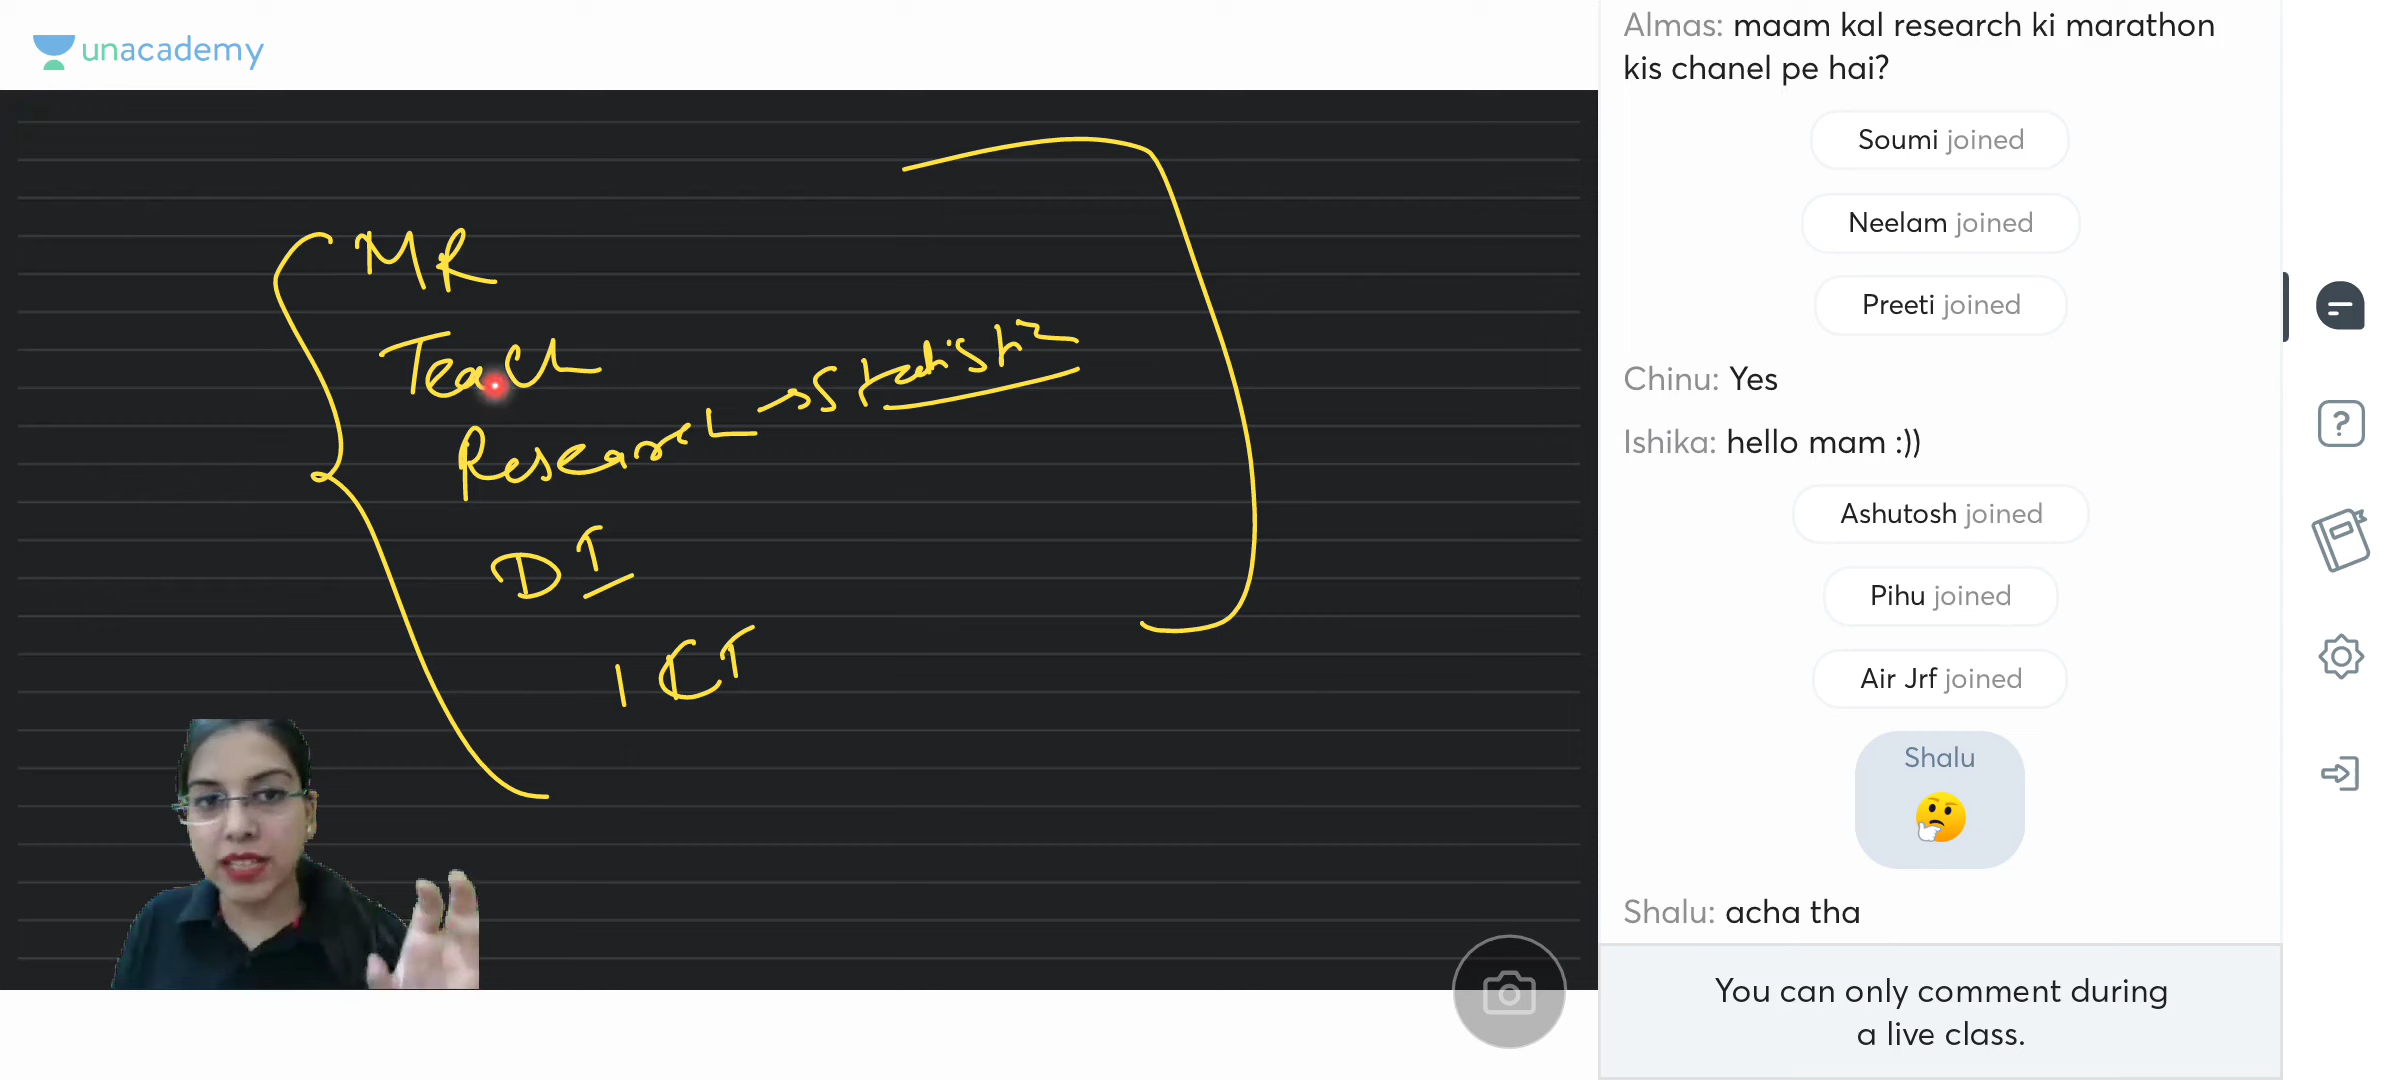 unacademy
MR
Teach
Research → Statistic
DI
ICT
Almas: maam kal research ki marathon
kis chanel pe hai?
Soumi joined
Neelam joined
Preeti joined
Chinu: Yes
Ishika: hello mam :))
Ashutosh joined
Pihu joined
Air Jrf joined
Shalu
🤔
Shalu: acha tha
You can only comment during
a live class.